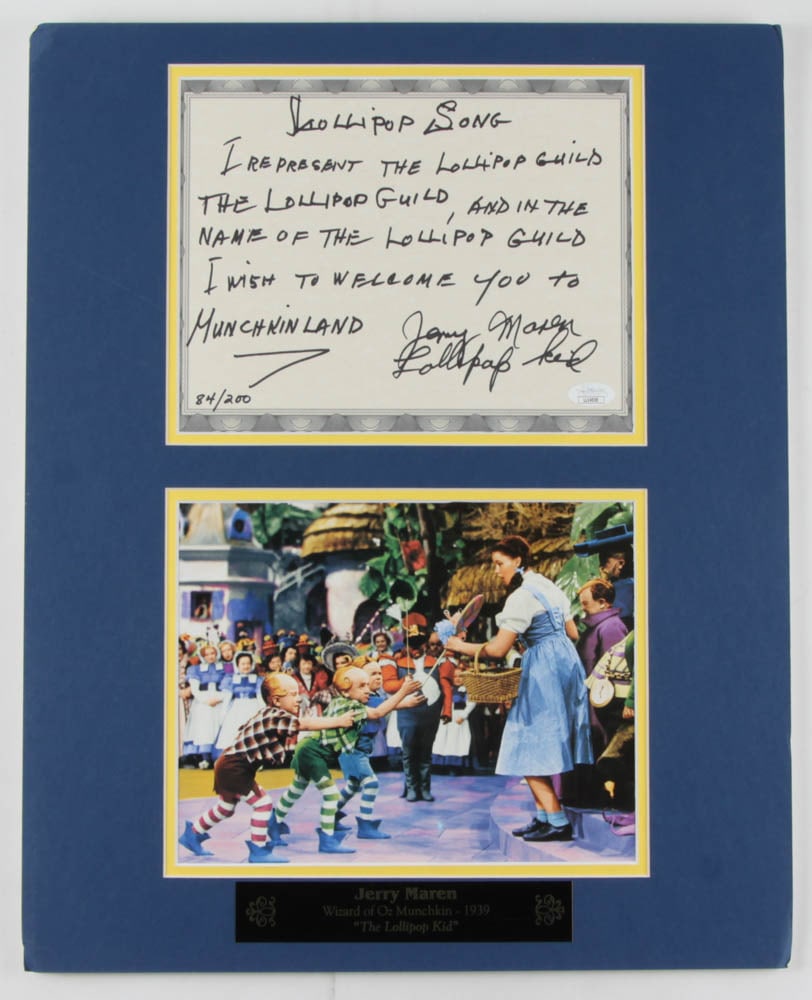 LOLLIPOP SONG
I REPRESENT THE LOLLIPOP GUILD
THE LOLLIPOP GUILD, AND IN THE
NAME OF THE LOLLIPOP GUILD
I WISH TO WELCOME YOU TO
MUNCHKINLAND
Jerry Maren
Lollipop kid
84/200
Jerry Maren
Wizard of Oz Munchkin - 1939
"The Lollipop Kid"